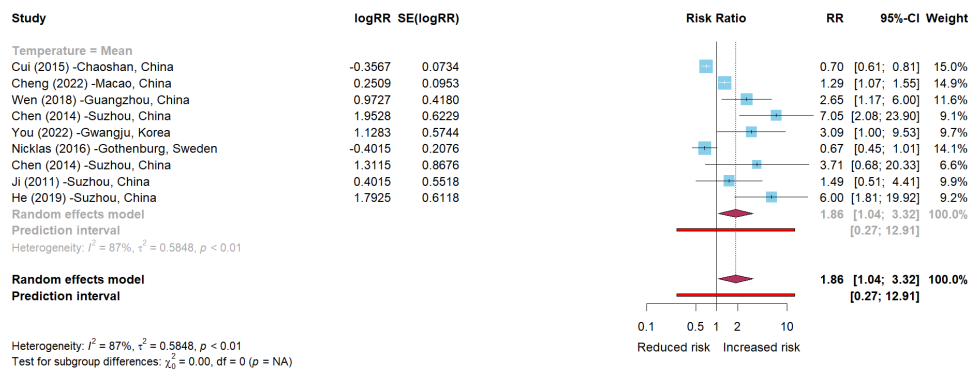 Study logRR SE(logRR) Risk Ratio RR 95%-CI Weight
Temperature = Mean
Cui (2015) -Chaoshan, China -0.3567 0.0734 0.70 [0.61; 0.81] 15.0%
Cheng (2022) -Macao, China 0.2509 0.0953 1.29 [1.07; 1.55] 14.9%
Wen (2018) -Guangzhou, China 0.9727 0.4180 2.65 [1.17; 6.00] 11.6%
Chen (2014) -Suzhou, China 1.9528 0.6229 7.05 [2.08; 23.90] 9.1%
You (2022) -Gwangju, Korea 1.1283 0.5744 3.09 [1.00; 9.53] 9.7%
Nicklas (2016) -Gothenburg, Sweden -0.4015 0.2076 0.67 [0.45; 1.01] 14.1%
Chen (2014) -Suzhou, China 1.3115 0.8676 3.71 [0.68; 20.33] 6.6%
Ji (2011) -Suzhou, China 0.4015 0.5518 1.49 [0.51; 4.41] 9.9%
He (2019) -Suzhou, China 1.7925 0.6118 6.00 [1.81; 19.92] 9.2%
Random effects model 1.86 [1.04; 3.32] 100.0%
Prediction interval [0.27; 12.91]
Heterogeneity: I² = 87%, τ² = 0.5848, p < 0.01
Random effects model 1.86 [1.04; 3.32] 100.0%
Prediction interval [0.27; 12.91]
0.1 0.5 1 2 10
Heterogeneity: I² = 87%, τ² = 0.5848, p < 0.01 Reduced risk Increased risk
Test for subgroup differences: χ²₀ = 0.00, df = 0 (p = NA)